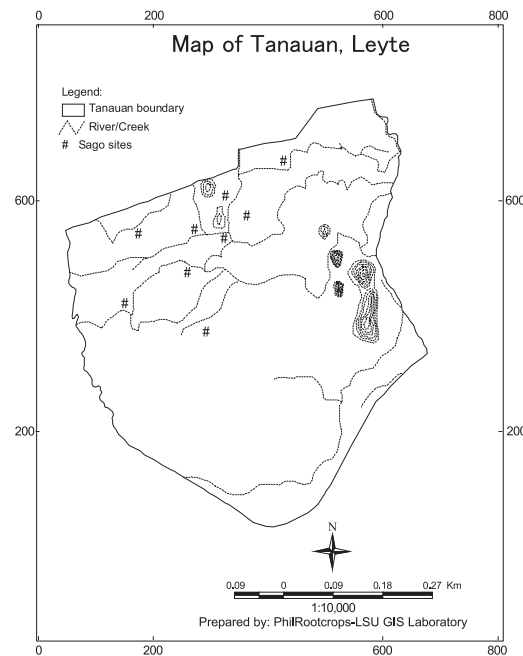 0 200 600 800
Map of Tanauan, Leyte
Legend:
Tanauan boundary
River/Creek
# Sago sites
#
#
#
#
#
#
#
#
#
600 600
200 200
N
0.09 0 0.09 0.18 0.27 Km
1:10,000
Prepared by: PhilRootcrops-LSU GIS Laboratory
0 200 600 800